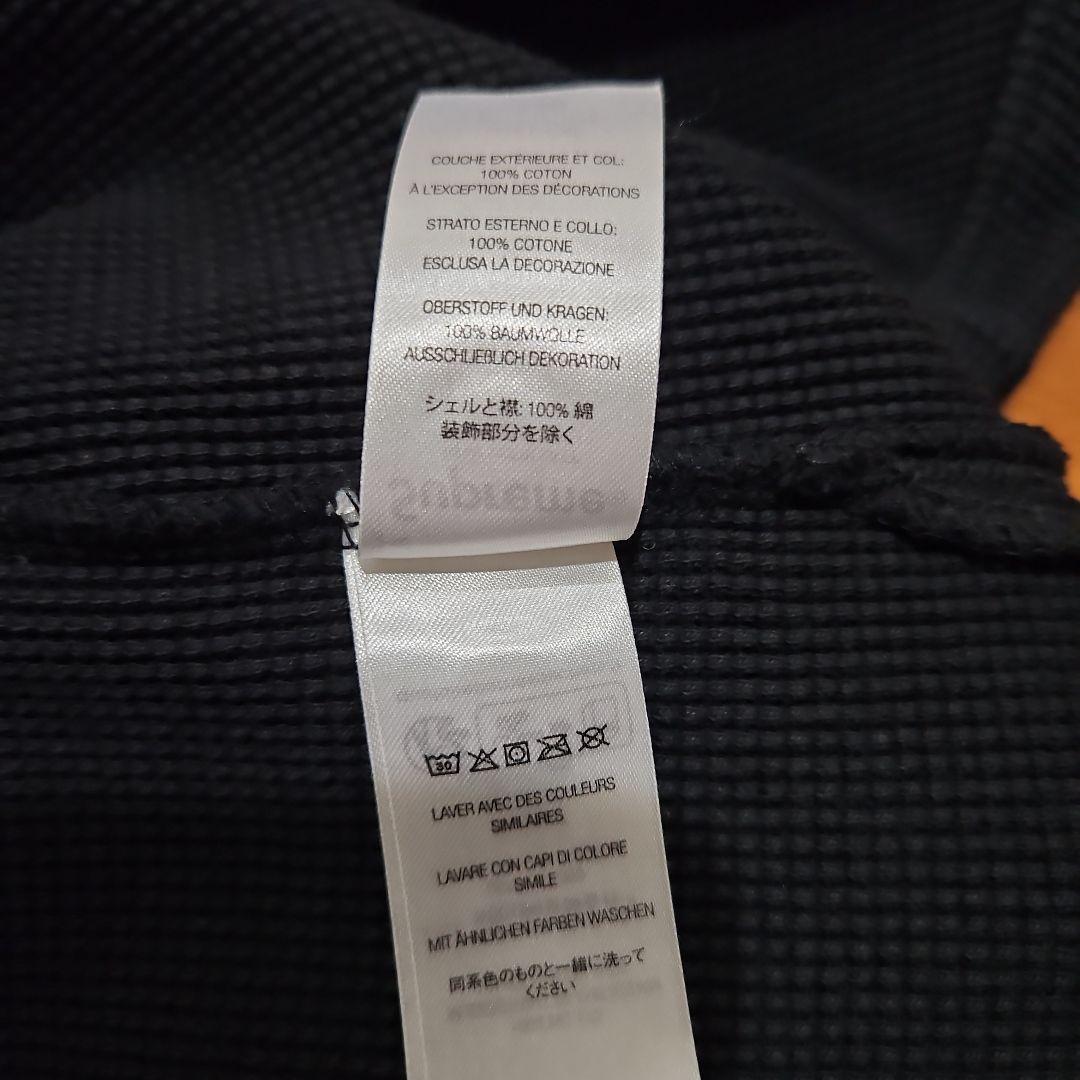 COUCHE EXTÉRIEURE ET COL:
100% COTON
À L'EXCEPTION DES DÉCORATIONS
STRATO ESTERNO E COLLO:
100% COTONE
ESCLUSA LA DECORAZIONE
OBERSTOFF UND KRAGEN:
100% BAUMWOLLE
AUSSCHLIEßLICH DEKORATION
シェルと襟: 100% 綿
装飾部分を除く
Supreme
30
LAVER AVEC DES COULEURS
SIMILAIRES
LAVARE CON CAPI DI COLORE
SIMILE
MIT ÄHNLICHEN FARBEN WASCHEN
同系色のものと一緒に洗って
ください